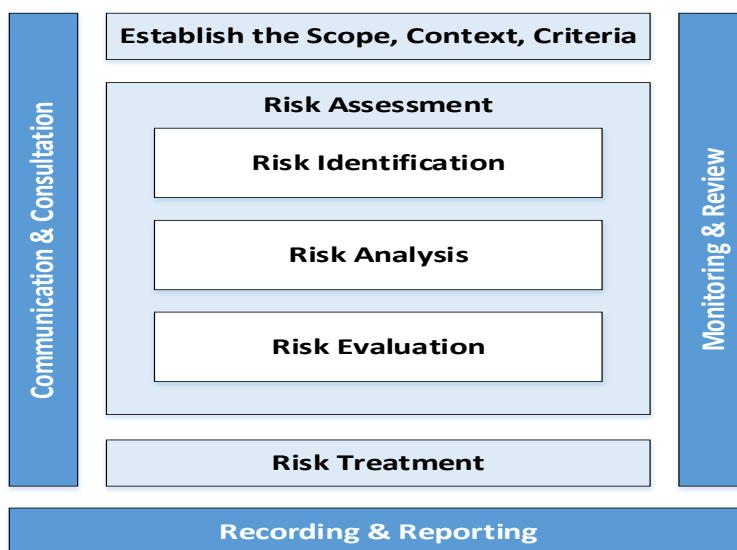 Establish the Scope, Context, Criteria
Communication & Consultation
Risk Assessment
Risk Identification
Risk Analysis
Risk Evaluation
Monitoring & Review
Risk Treatment
Recording & Reporting